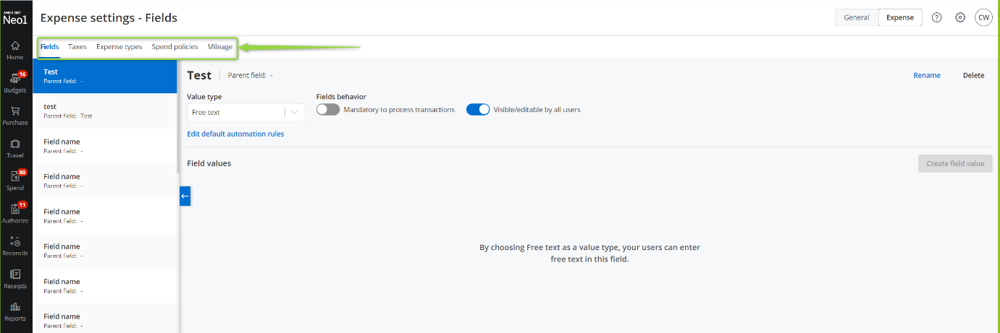 AMEX GBT
Neo1
Expense settings - Fields
General
Expense
?
CW
Fields
Taxes
Expense types
Spend policies
Mileage
Home
16
Budgets
Purchase
Travel
80
Spend
11
Authorize
Reconcile
Receipts
Reports
Test
Parent field: -
test
Parent field: Test
Field name
Parent field: -
Field name
Parent field: -
Field name
Parent field: -
Field name
Parent field: -
Field name
Parent field: -
Field name
Parent field: -
Test
Parent field: -
Rename
Delete
Value type
Free text
Fields behavior
Mandatory to process transactions
Visible/editable by all users
Edit default automation rules
Field values
Create field value
By choosing Free text as a value type, your users can enter
free text in this field.